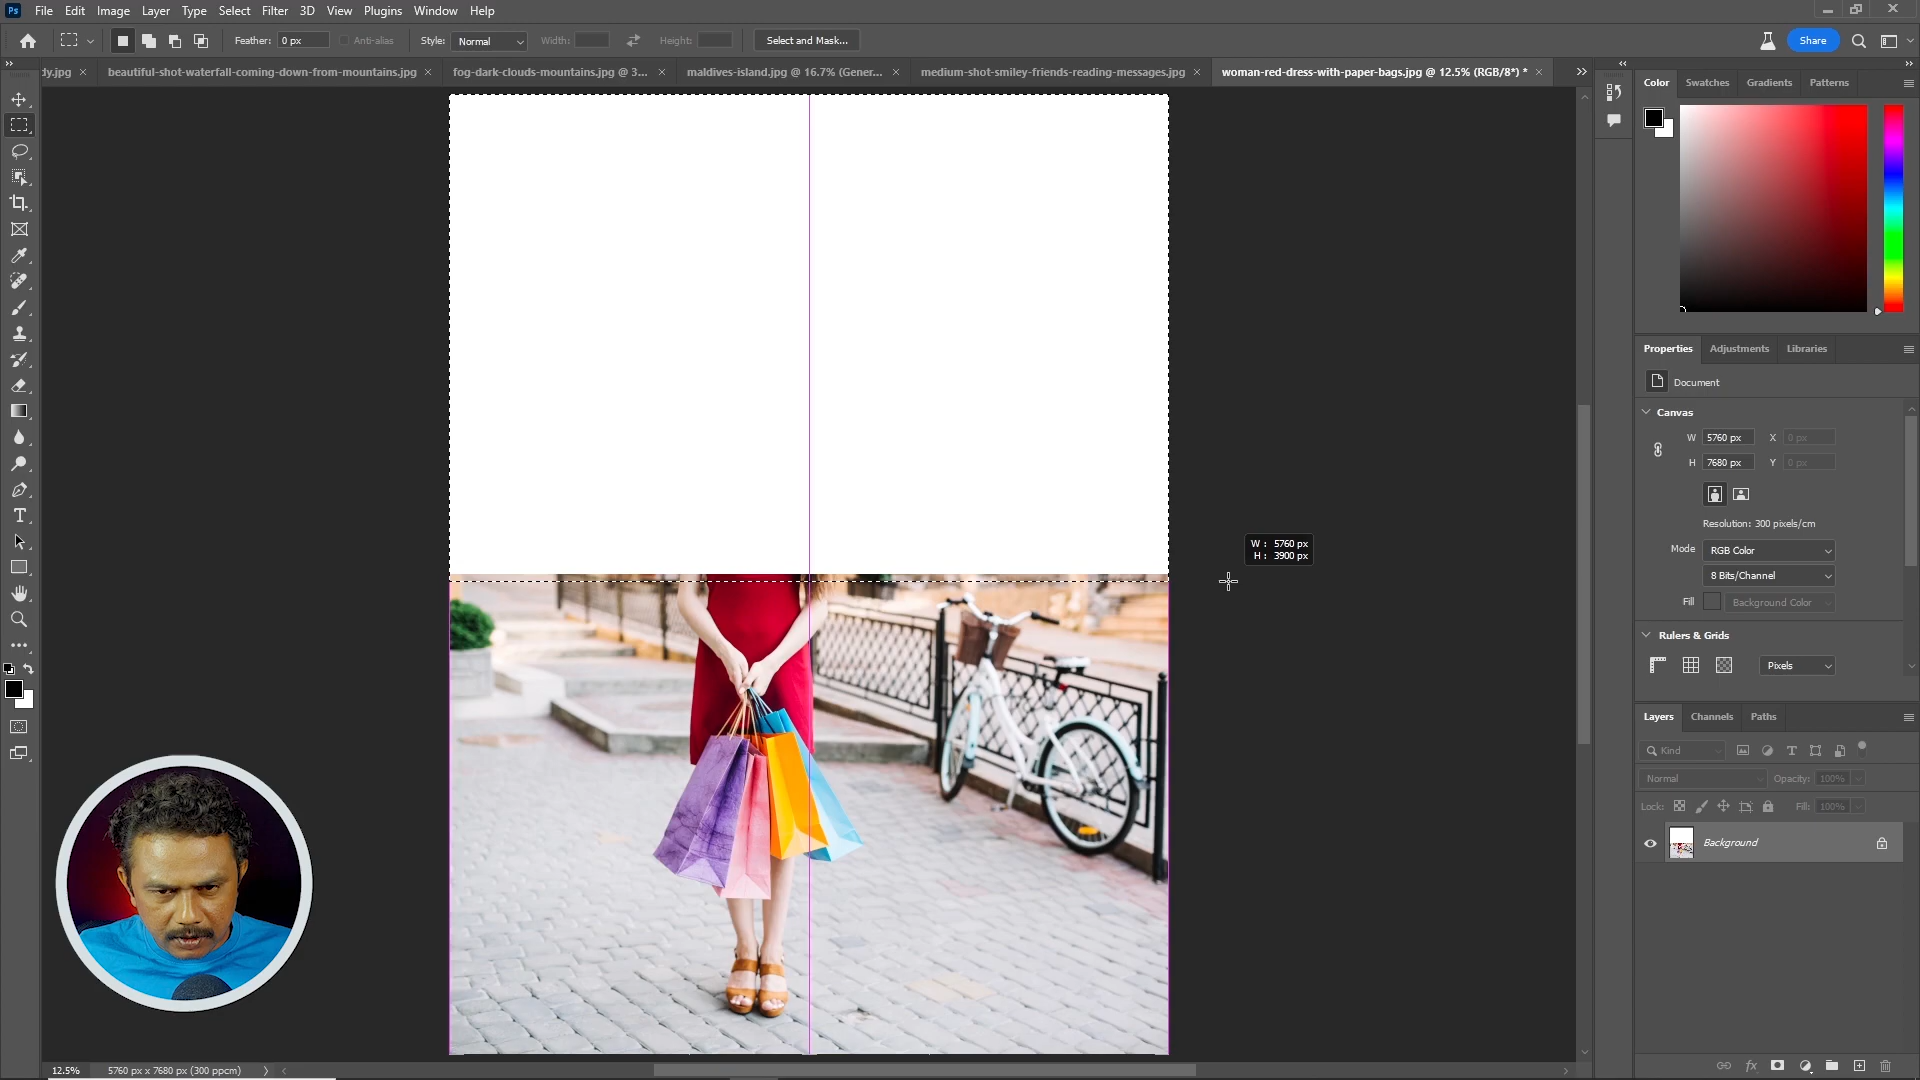 Ps File Edit Image Layer Type Select Filter 3D View Plugins Window Help
Feather: 0 px Anti-alias Style: Normal Width: Height: Select and Mask... Share
dy.jpg × beautiful-shot-waterfall-coming-down-from-mountains.jpg × fog-dark-clouds-mountains.jpg @ 3... × maldives-island.jpg @ 16.7% (Gener... × medium-shot-smiley-friends-reading-messages.jpg × woman-red-dress-with-paper-bags.jpg @ 12.5% (RGB/8*) * ×
Color Swatches Gradients Patterns
Properties Adjustments Libraries
Document
Canvas
W 5760 px X 0 px
H 7680 px Y 0 px
Resolution: 300 pixels/cm
Mode RGB Color
8 Bits/Channel
Fill Background Color
Rulers & Grids
Pixels
W : 5760 px
H : 3900 px
Layers Channels Paths
Kind
Normal Opacity: 100%
Lock: Fill: 100%
Background
12.5% 5760 px x 7680 px (300 ppcm)